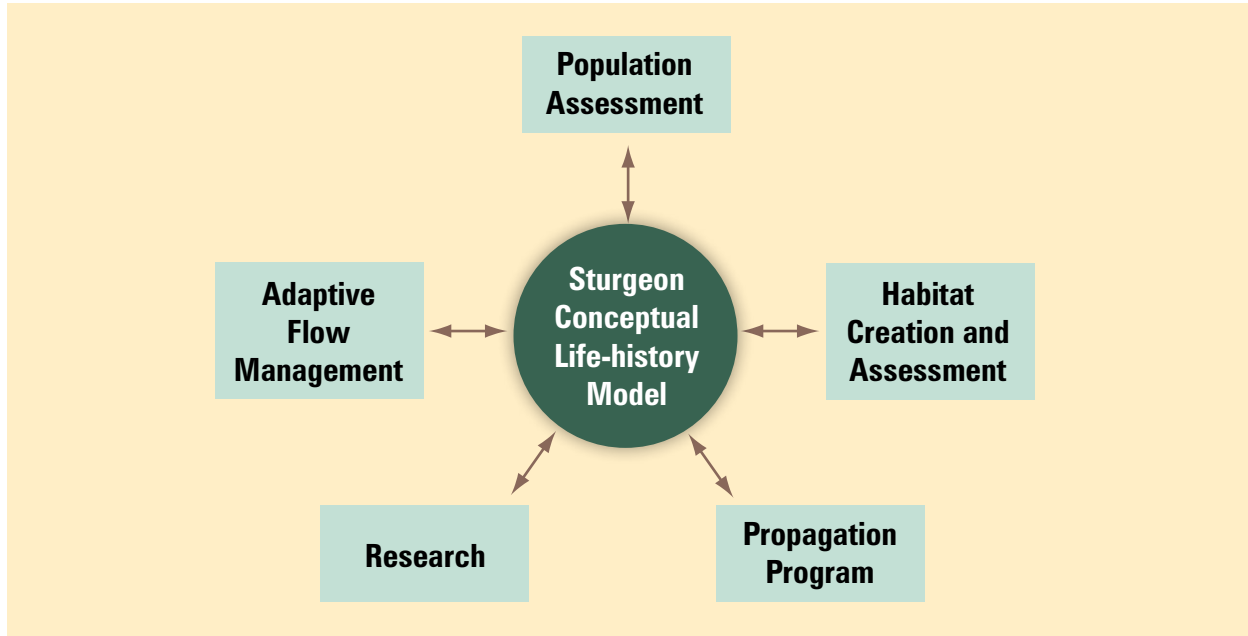 Population
Assessment
Adaptive
Flow
Management
Sturgeon
Conceptual
Life-history
Model
Habitat
Creation and
Assessment
Research
Propagation
Program